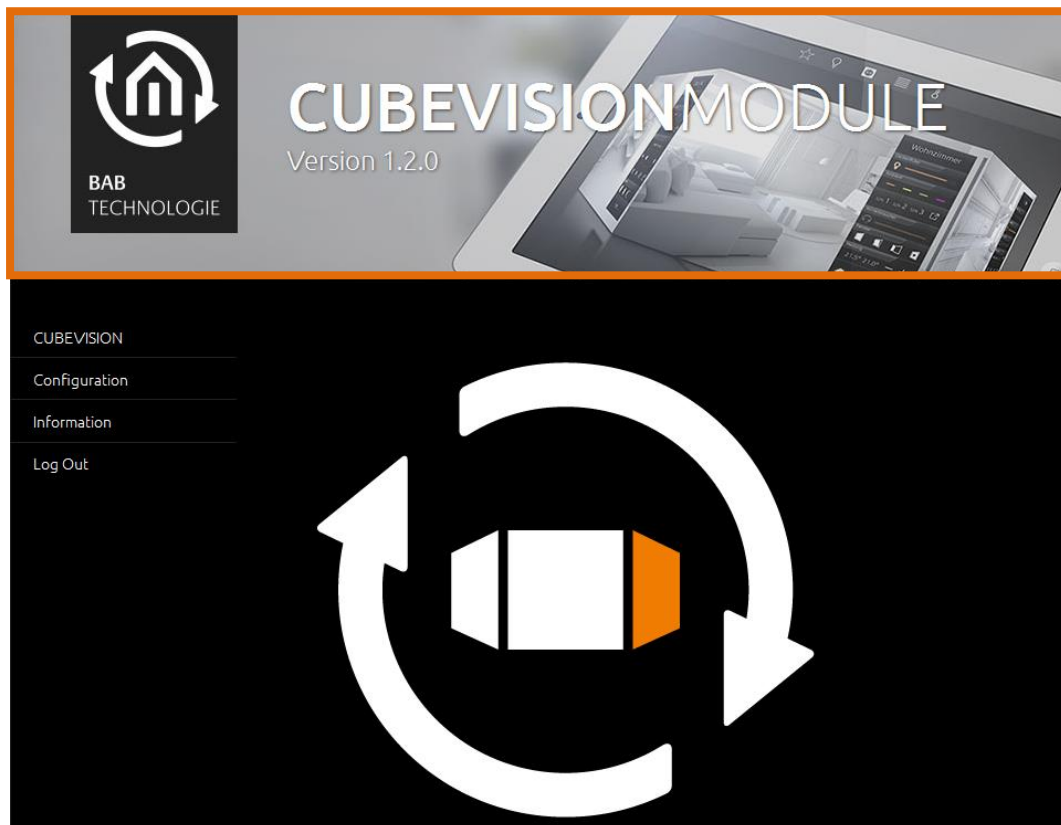 BAB
TECHNOLOGIE
CUBEVISIONMODULE
Version 1.2.0
Wohnzimmer
CUBEVISION
Configuration
Information
Log Out